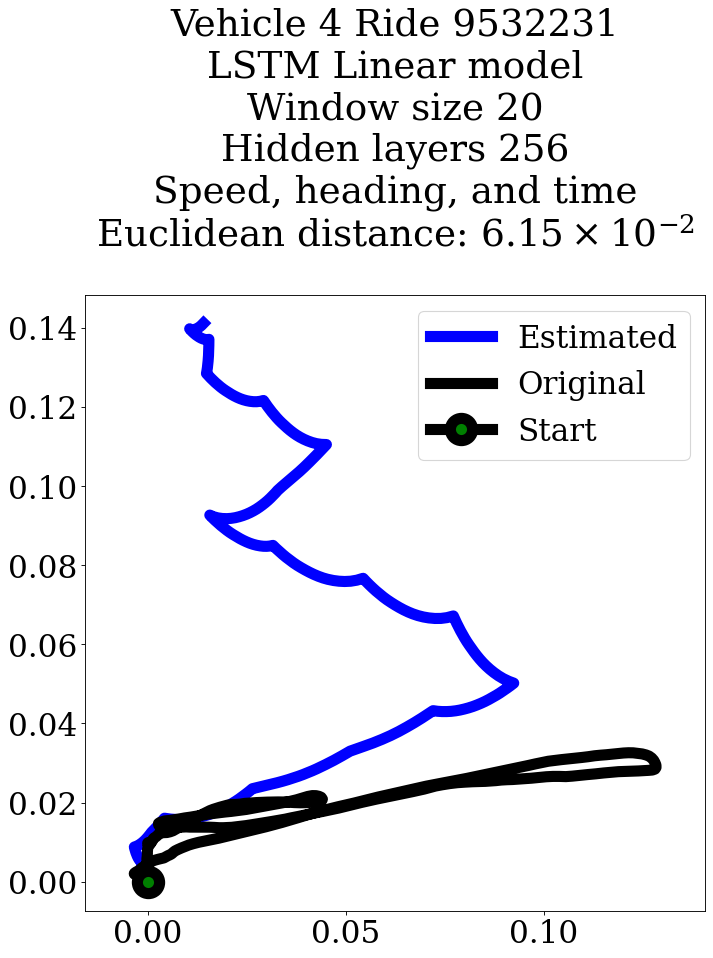 Vehicle 4 Ride 9532231
LSTM Linear model
Window size 20
Hidden layers 256
Speed, heading, and time
Euclidean distance: 6.15 × 10⁻²
Estimated
Original
Start
0.14
0.12
0.10
0.08
0.06
0.04
0.02
0.00
0.00 0.05 0.10